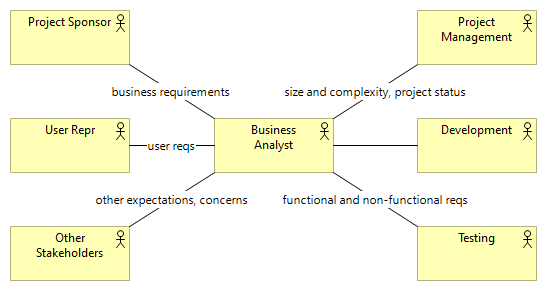 Project Sponsor
Project
Management
business requirements
size and complexity, project status
User Repr
user reqs
Business
Analyst
Development
other expectations, concerns
functional and non-functional reqs
Other
Stakeholders
Testing